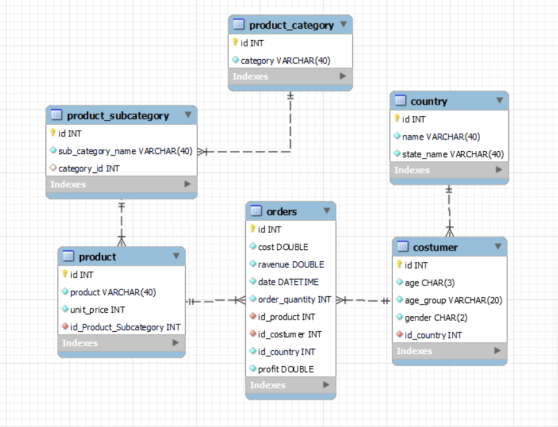 product_category
id INT
category VARCHAR(40)
Indexes
product_subcategory
id INT
sub_category_name VARCHAR(40)
category_id INT
Indexes
country
id INT
name VARCHAR(40)
state_name VARCHAR(40)
Indexes
orders
id INT
cost DOUBLE
ravenue DOUBLE
date DATETIME
order_quantity INT
id_product INT
id_costumer INT
id_country INT
profit DOUBLE
Indexes
product
id INT
product VARCHAR(40)
unit_price INT
id_Product_Subcategory INT
Indexes
costumer
id INT
age CHAR(3)
age_group VARCHAR(20)
gender CHAR(2)
id_country INT
Indexes